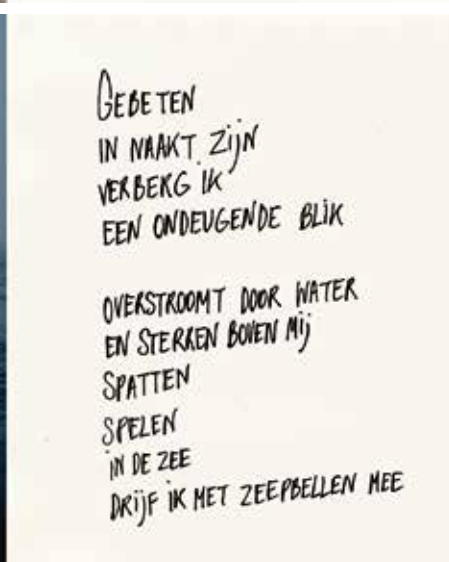 GEBETEN
IN NAAKT ZIJN
VERBERG IK
EEN ONDEUGENDE BLIK
OVERSTROOMT DOOR WATER
EN STERREN BOVEN MIJ
SPATTEN
SPELEN
IN DE ZEE
DRIJF IK MET ZEEPBELLEN MEE